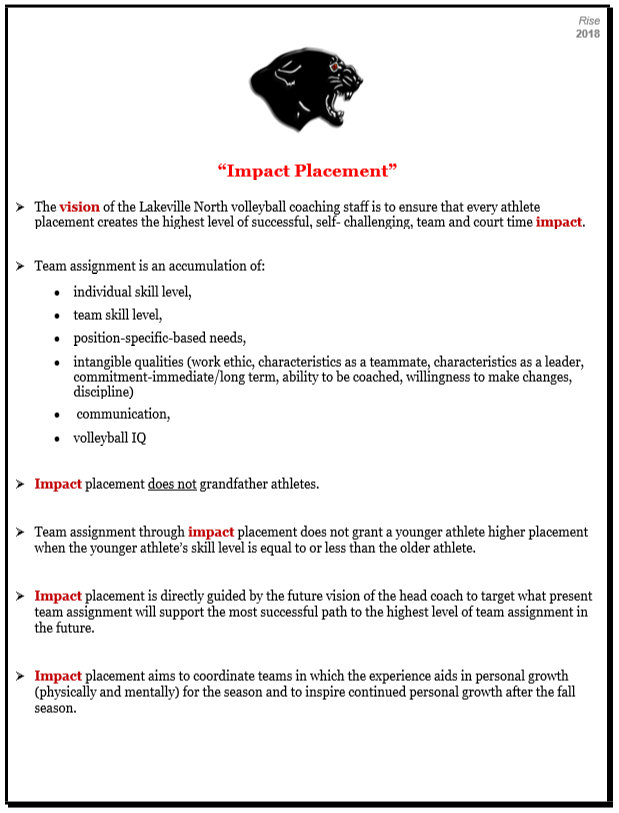 Rise
2018
“Impact Placement”
➢ The vision of the Lakeville North volleyball coaching staff is to ensure that every athlete
placement creates the highest level of successful, self- challenging, team and court time impact.
➢ Team assignment is an accumulation of:
• individual skill level,
• team skill level,
• position-specific-based needs,
• intangible qualities (work ethic, characteristics as a teammate, characteristics as a leader,
commitment-immediate/long term, ability to be coached, willingness to make changes,
discipline)
• communication,
• volleyball IQ
➢ Impact placement does not grandfather athletes.
➢ Team assignment through impact placement does not grant a younger athlete higher placement
when the younger athlete’s skill level is equal to or less than the older athlete.
➢ Impact placement is directly guided by the future vision of the head coach to target what present
team assignment will support the most successful path to the highest level of team assignment in
the future.
➢ Impact placement aims to coordinate teams in which the experience aids in personal growth
(physically and mentally) for the season and to inspire continued personal growth after the fall
season.